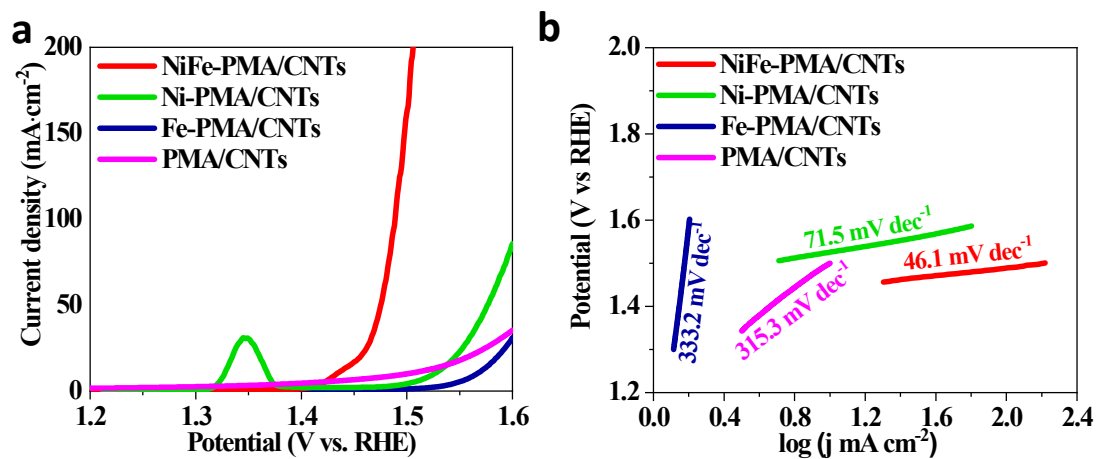 a
200
150
100
50
0
Current density (mA·cm⁻²)
NiFe-PMA/CNTs
Ni-PMA/CNTs
Fe-PMA/CNTs
PMA/CNTs
1.2 1.3 1.4 1.5 1.6
Potential (V vs. RHE)
b
2.0
1.8
1.6
1.4
1.2
Potential (V vs RHE)
NiFe-PMA/CNTs
Ni-PMA/CNTs
Fe-PMA/CNTs
PMA/CNTs
71.5 mV dec⁻¹
46.1 mV dec⁻¹
333.2 mV dec⁻¹
315.3 mV dec⁻¹
0.0 0.4 0.8 1.2 1.6 2.0 2.4
log (j mA cm⁻²)